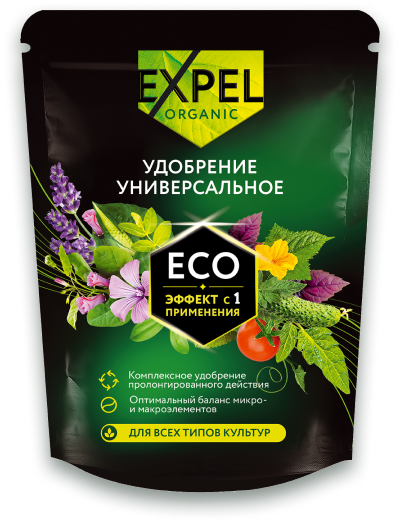 EXPEL
ORGANIC
УДОБРЕНИЕ
УНИВЕРСАЛЬНОЕ
ECO
ЭФФЕКТ с 1
ПРИМЕНЕНИЯ
Комплексное удобрение
пролонгированного действия
Оптимальный баланс микро-
и макроэлементов
ДЛЯ ВСЕХ ТИПОВ КУЛЬТУР